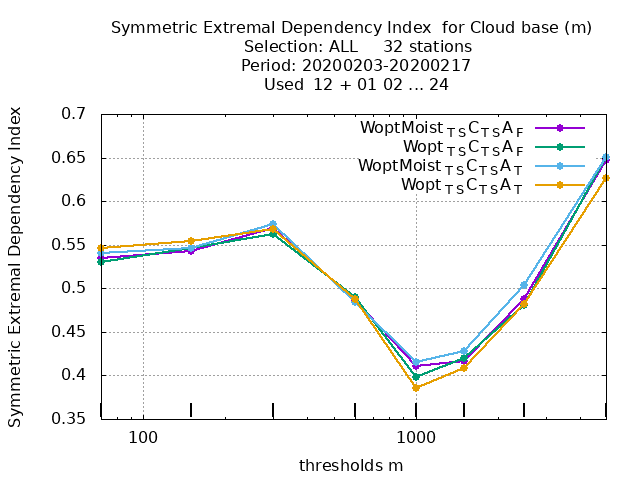 Symmetric Extremal Dependency Index  for Cloud base (m)
Selection: ALL     32 stations
Period: 20200203-20200217
Used  12 + 01 02 ... 24
Symmetric Extremal Dependency Index
0.7
0.65
0.6
0.55
0.5
0.45
0.4
0.35
WoptMoist TS C TS A F
Wopt TS C TS A F
WoptMoist TS C TS A T
Wopt TS C TS A T
100
1000
thresholds m